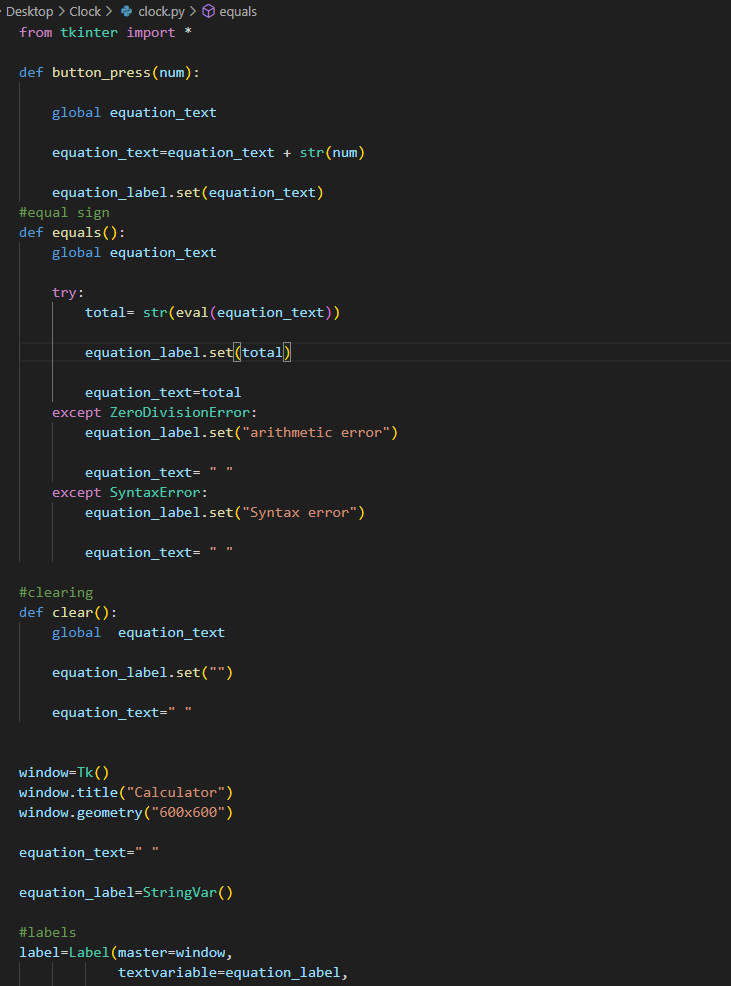 Desktop > Clock > clock.py > equals
from tkinter import *
def button_press(num):
    global equation_text
    equation_text=equation_text + str(num)
    equation_label.set(equation_text)
#equal sign
def equals():
    global equation_text
    try:
        total= str(eval(equation_text))
        equation_label.set(total)
        equation_text=total
    except ZeroDivisionError:
        equation_label.set("arithmetic error")
        equation_text= " "
    except SyntaxError:
        equation_label.set("Syntax error")
        equation_text= " "
#clearing
def clear():
    global  equation_text
    equation_label.set("")
    equation_text=" "
window=Tk()
window.title("Calculator")
window.geometry("600x600")
equation_text=" "
equation_label=StringVar()
#labels
label=Label(master=window,
            textvariable=equation_label,